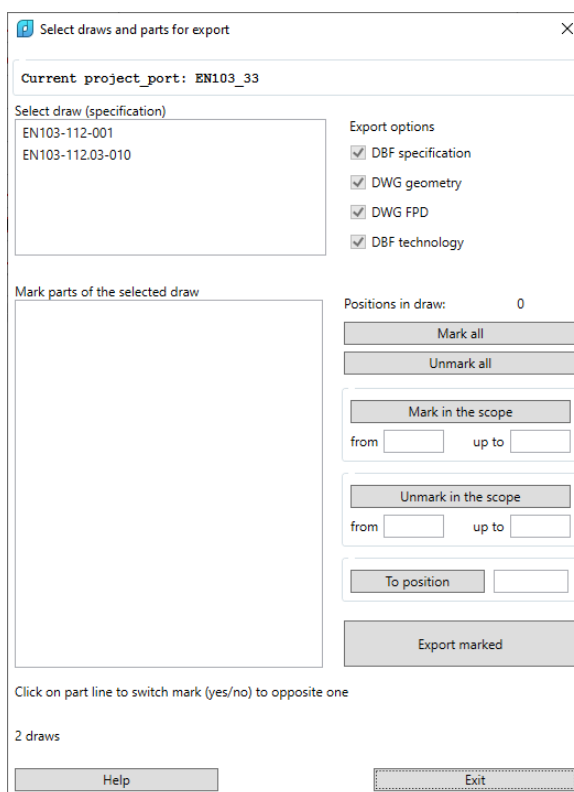 Select draws and parts for export
Current project_port: EN103_33
Select draw (specification)
EN103-112-001
EN103-112.03-010
Export options
DBF specification
DWG geometry
DWG FPD
DBF technology
Mark parts of the selected draw
Positions in draw: 0
Mark all
Unmark all
Mark in the scope
from up to
Unmark in the scope
from up to
To position
Export marked
Click on part line to switch mark (yes/no) to opposite one
2 draws
Help Exit